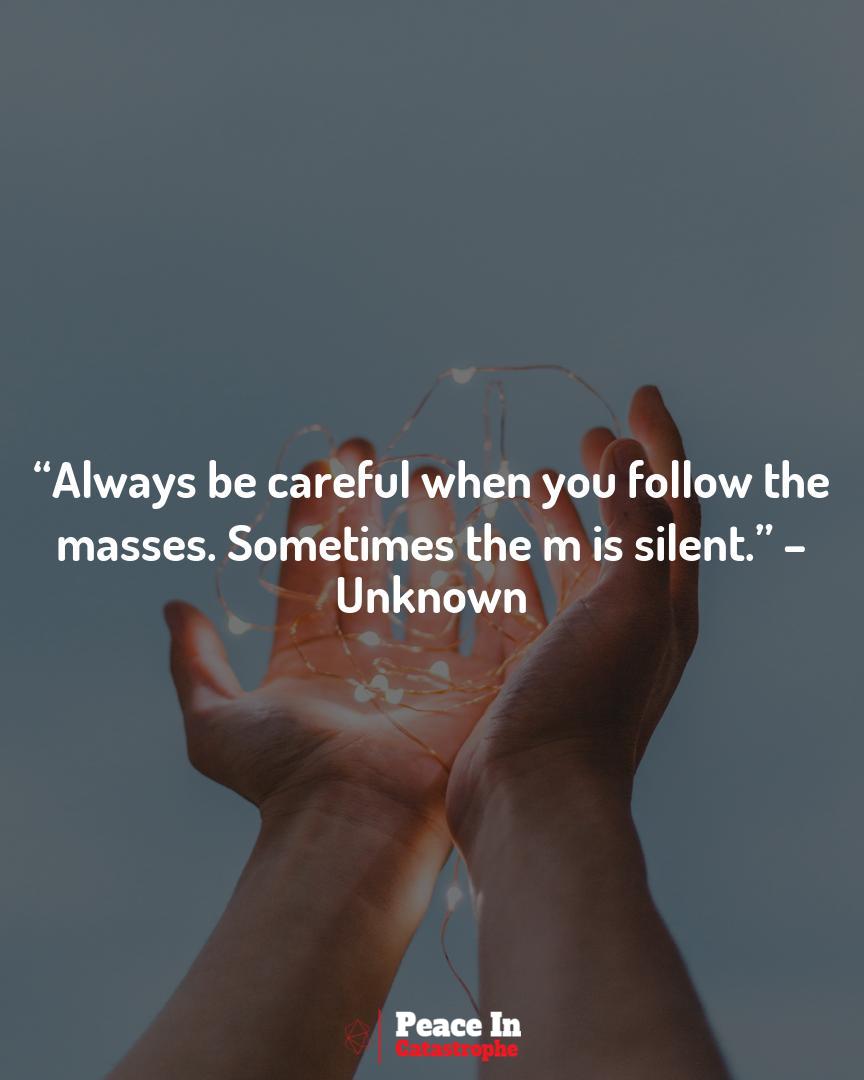 “Always be careful when you follow the
masses. Sometimes the m is silent.” –
Unknown
Peace In
Catastrophe